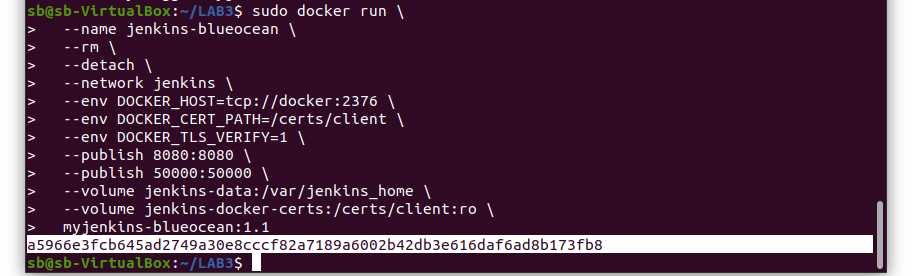 sb@sb-VirtualBox:~/LAB3$ sudo docker run \
>   --name jenkins-blueocean \
>   --rm \
>   --detach \
>   --network jenkins \
>   --env DOCKER_HOST=tcp://docker:2376 \
>   --env DOCKER_CERT_PATH=/certs/client \
>   --env DOCKER_TLS_VERIFY=1 \
>   --publish 8080:8080 \
>   --publish 50000:50000 \
>   --volume jenkins-data:/var/jenkins_home \
>   --volume jenkins-docker-certs:/certs/client:ro \
>   myjenkins-blueocean:1.1
a5966e3fcb645ad2749a30e8cccf82a7189a6002b42db3e616daf6ad8b173fb8
sb@sb-VirtualBox:~/LAB3$